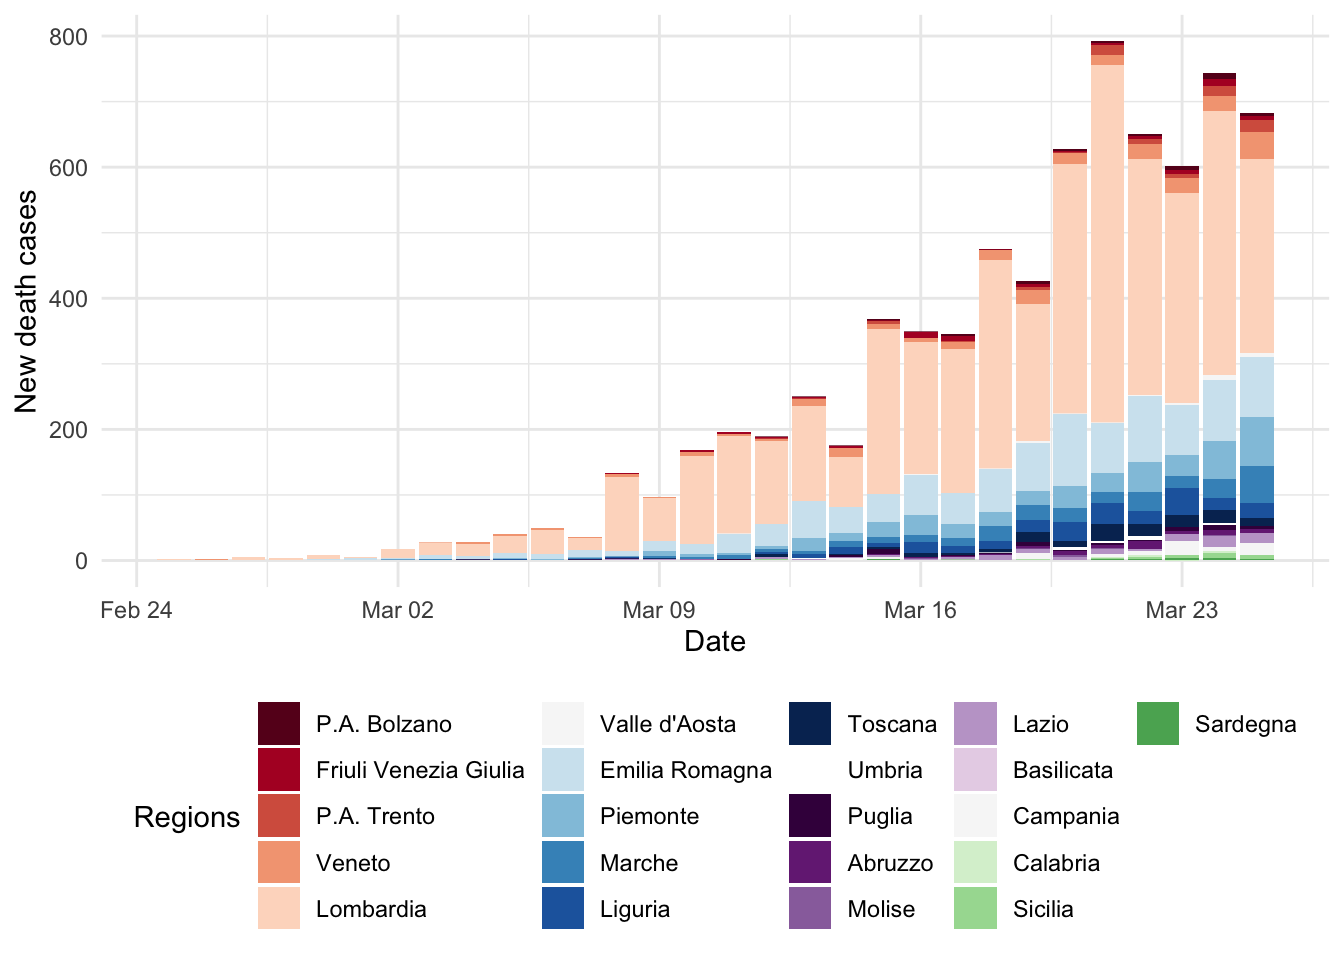 800
600
400
200
0
New death cases
Feb 24 Mar 02 Mar 09 Mar 16 Mar 23
Date
Regions
P.A. Bolzano
Friuli Venezia Giulia
P.A. Trento
Veneto
Lombardia
Valle d'Aosta
Emilia Romagna
Piemonte
Marche
Liguria
Toscana
Umbria
Puglia
Abruzzo
Molise
Lazio
Basilicata
Campania
Calabria
Sicilia
Sardegna